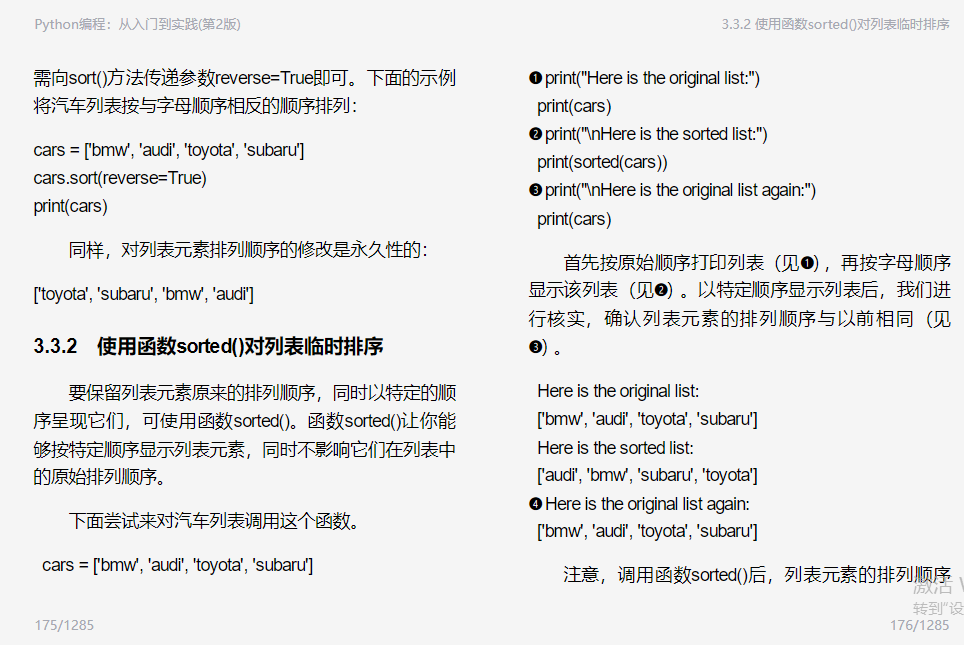 Python编程：从入门到实践(第2版)
3.3.2 使用函数sorted()对列表临时排序
需向sort()方法传递参数reverse=True即可。下面的示例
将汽车列表按与字母顺序相反的顺序排列：
cars = ['bmw', 'audi', 'toyota', 'subaru']
cars.sort(reverse=True)
print(cars)
同样，对列表元素排列顺序的修改是永久性的：
['toyota', 'subaru', 'bmw', 'audi']
3.3.2 使用函数sorted()对列表临时排序
要保留列表元素原来的排列顺序，同时以特定的顺
序呈现它们，可使用函数sorted()。函数sorted()让你能
够按特定顺序显示列表元素，同时不影响它们在列表中
的原始排列顺序。
下面尝试来对汽车列表调用这个函数。
cars = ['bmw', 'audi', 'toyota', 'subaru']
175/1285
❶print("Here is the original list:")
print(cars)
❷print("\nHere is the sorted list:")
print(sorted(cars))
❸print("\nHere is the original list again:")
print(cars)
首先按原始顺序打印列表（见❶），再按字母顺序
显示该列表（见❷）。以特定顺序显示列表后，我们进
行核实，确认列表元素的排列顺序与以前相同（见
❸）。
Here is the original list:
['bmw', 'audi', 'toyota', 'subaru']
Here is the sorted list:
['audi', 'bmw', 'subaru', 'toyota']
❹Here is the original list again:
['bmw', 'audi', 'toyota', 'subaru']
注意，调用函数sorted()后，列表元素的排列顺序
激活
转到"设
176/1285